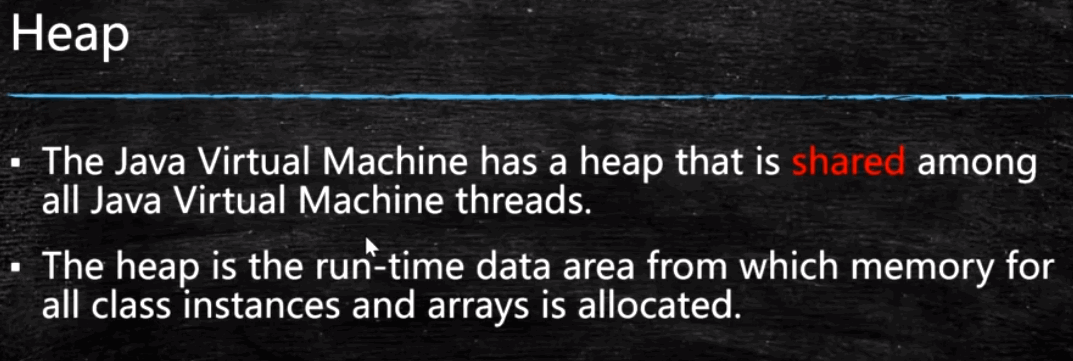 Heap
▪ The Java Virtual Machine has a heap that is shared among
all Java Virtual Machine threads.
▪ The heap is the run-time data area from which memory for
all class instances and arrays is allocated.